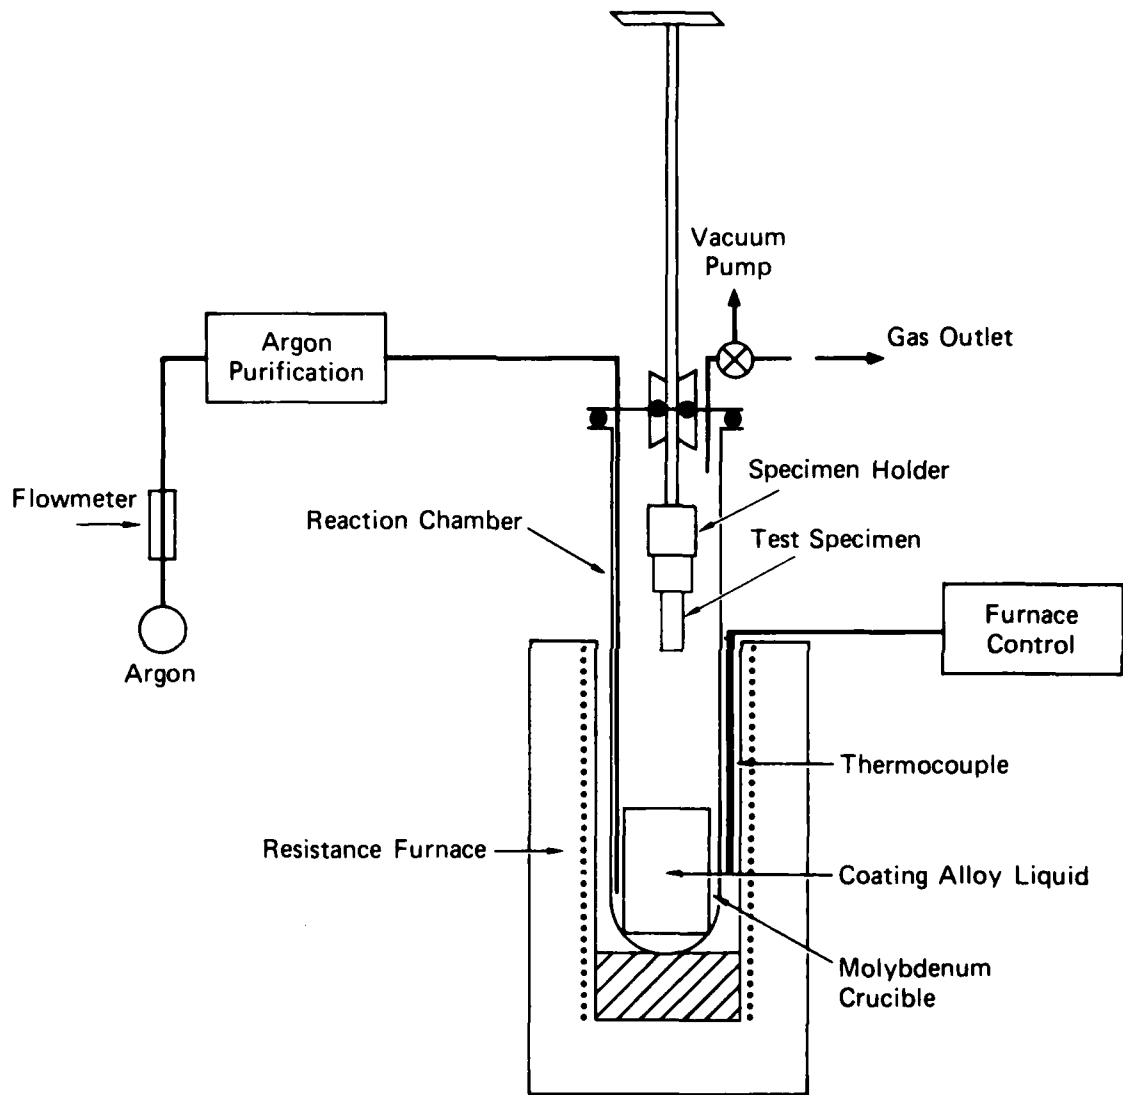 Vacuum
Pump
Gas Outlet
Argon
Purification
Flowmeter
Specimen Holder
Reaction Chamber
Test Specimen
Furnace
Control
Argon
Thermocouple
Resistance Furnace
Coating Alloy Liquid
Molybdenum
Crucible